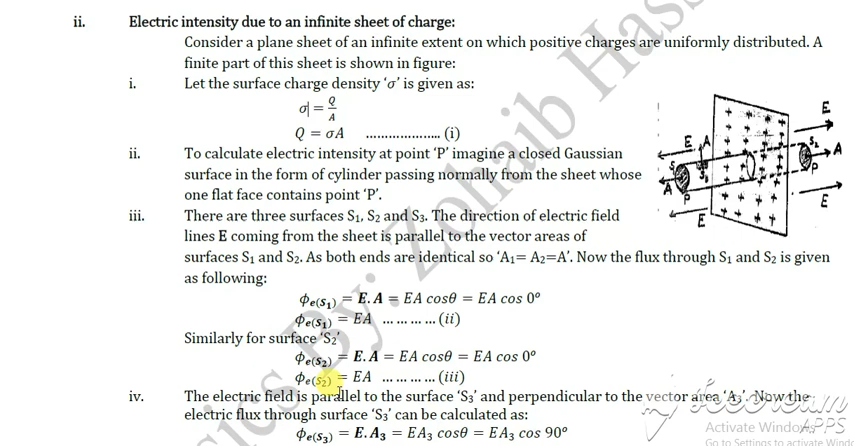 ii. Electric intensity due to an infinite sheet of charge:
Consider a plane sheet of an infinite extent on which positive charges are uniformly distributed. A
finite part of this sheet is shown in figure:
i. Let the surface charge density ‘σ’ is given as:
σ = Q/A
Q = σA ..................... (i)
ii. To calculate electric intensity at point ‘P’ imagine a closed Gaussian
surface in the form of cylinder passing normally from the sheet whose
one flat face contains point ‘P’.
iii. There are three surfaces S₁, S₂ and S₃. The direction of electric field
lines E coming from the sheet is parallel to the vector areas of
surfaces S₁ and S₂. As both ends are identical so ‘A₁= A₂=A’. Now the flux through S₁ and S₂ is given
as following:
ϕe(S₁) = E.A = EA cosθ = EA cos 0°
ϕe(S₁) = EA ... ... ... ... (ii)
Similarly for surface ‘S₂’
ϕe(S₂) = E.A = EA cosθ = EA cos 0°
ϕe(S₂) = EA ... ... ... ... (iii)
iv. The electric field is parallel to the surface ‘S₃’ and perpendicular to the vector area ‘A₃’. Now the
electric flux through surface ‘S₃’ can be calculated as:
ϕe(S₃) = E.A₃ = EA₃ cosθ = EA₃ cos 90°
E
E A S₂ A
S
S₃ P
A E
E
By: Zohaib Hass
Icecream
APPS
Activate Windows
Go to Settings to activate Windo